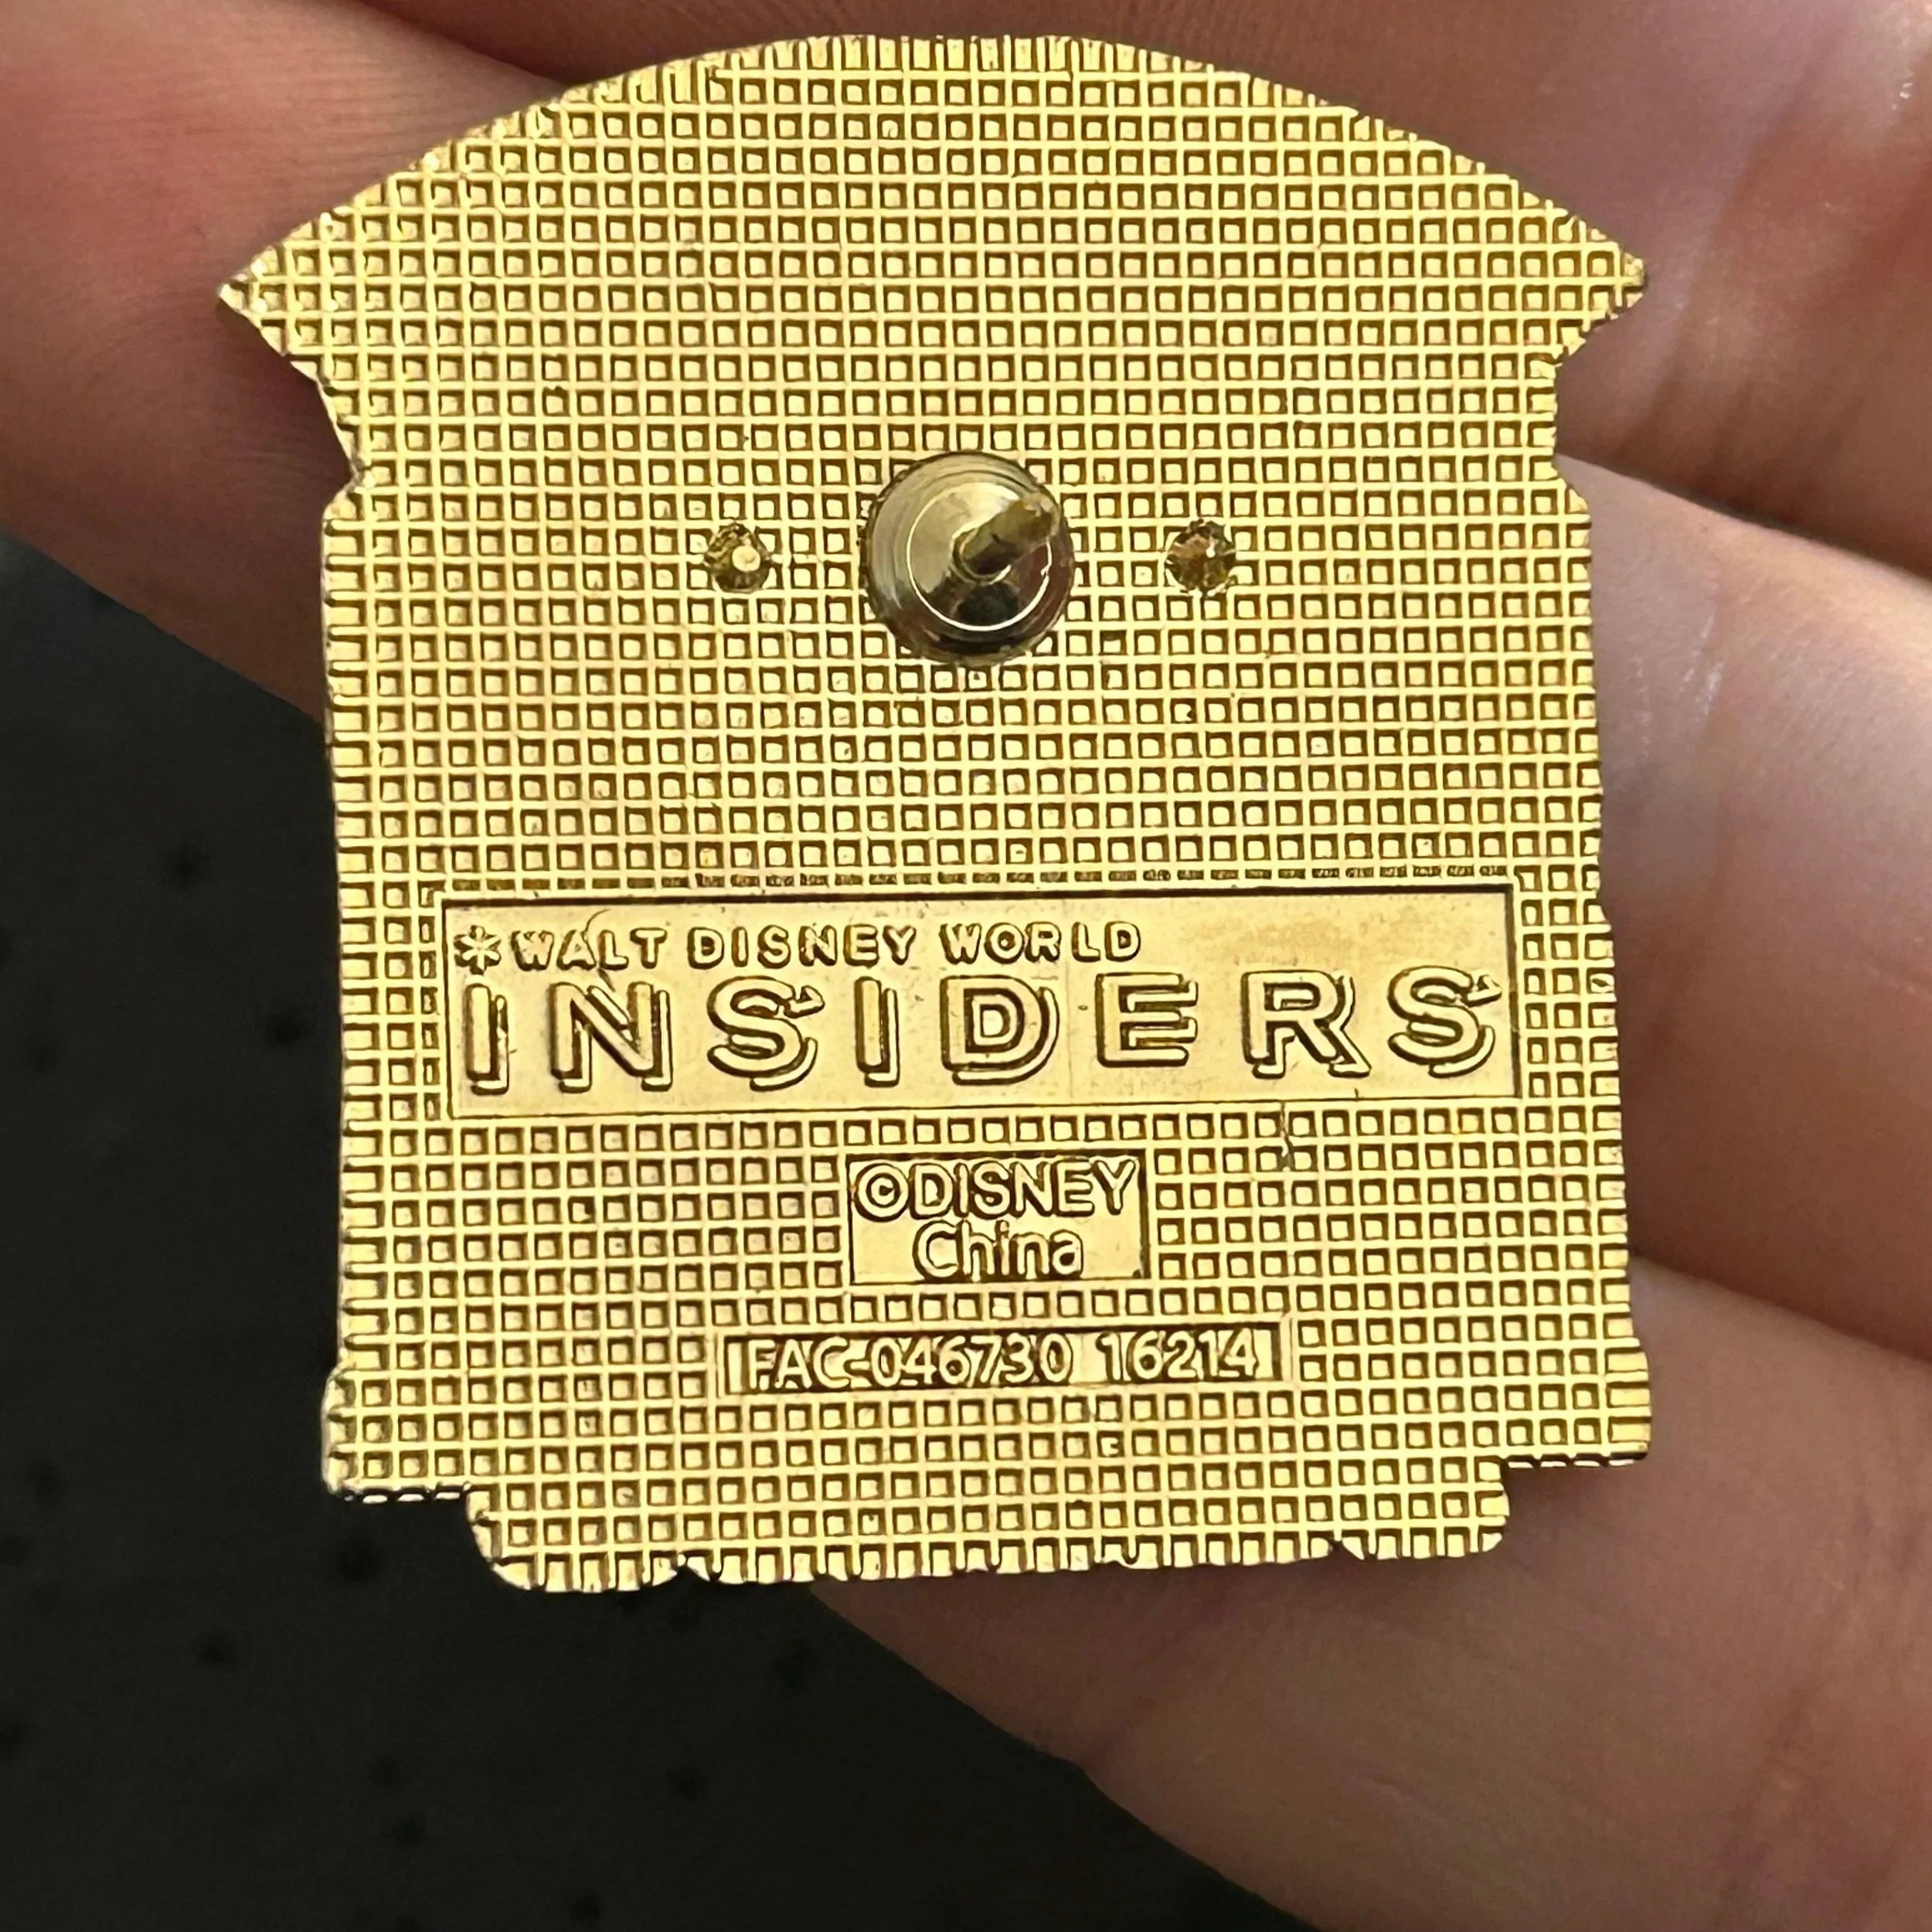 *WALT DISNEY WORLD
INSIDERS
©DISNEY
China
FAC-046730 16214